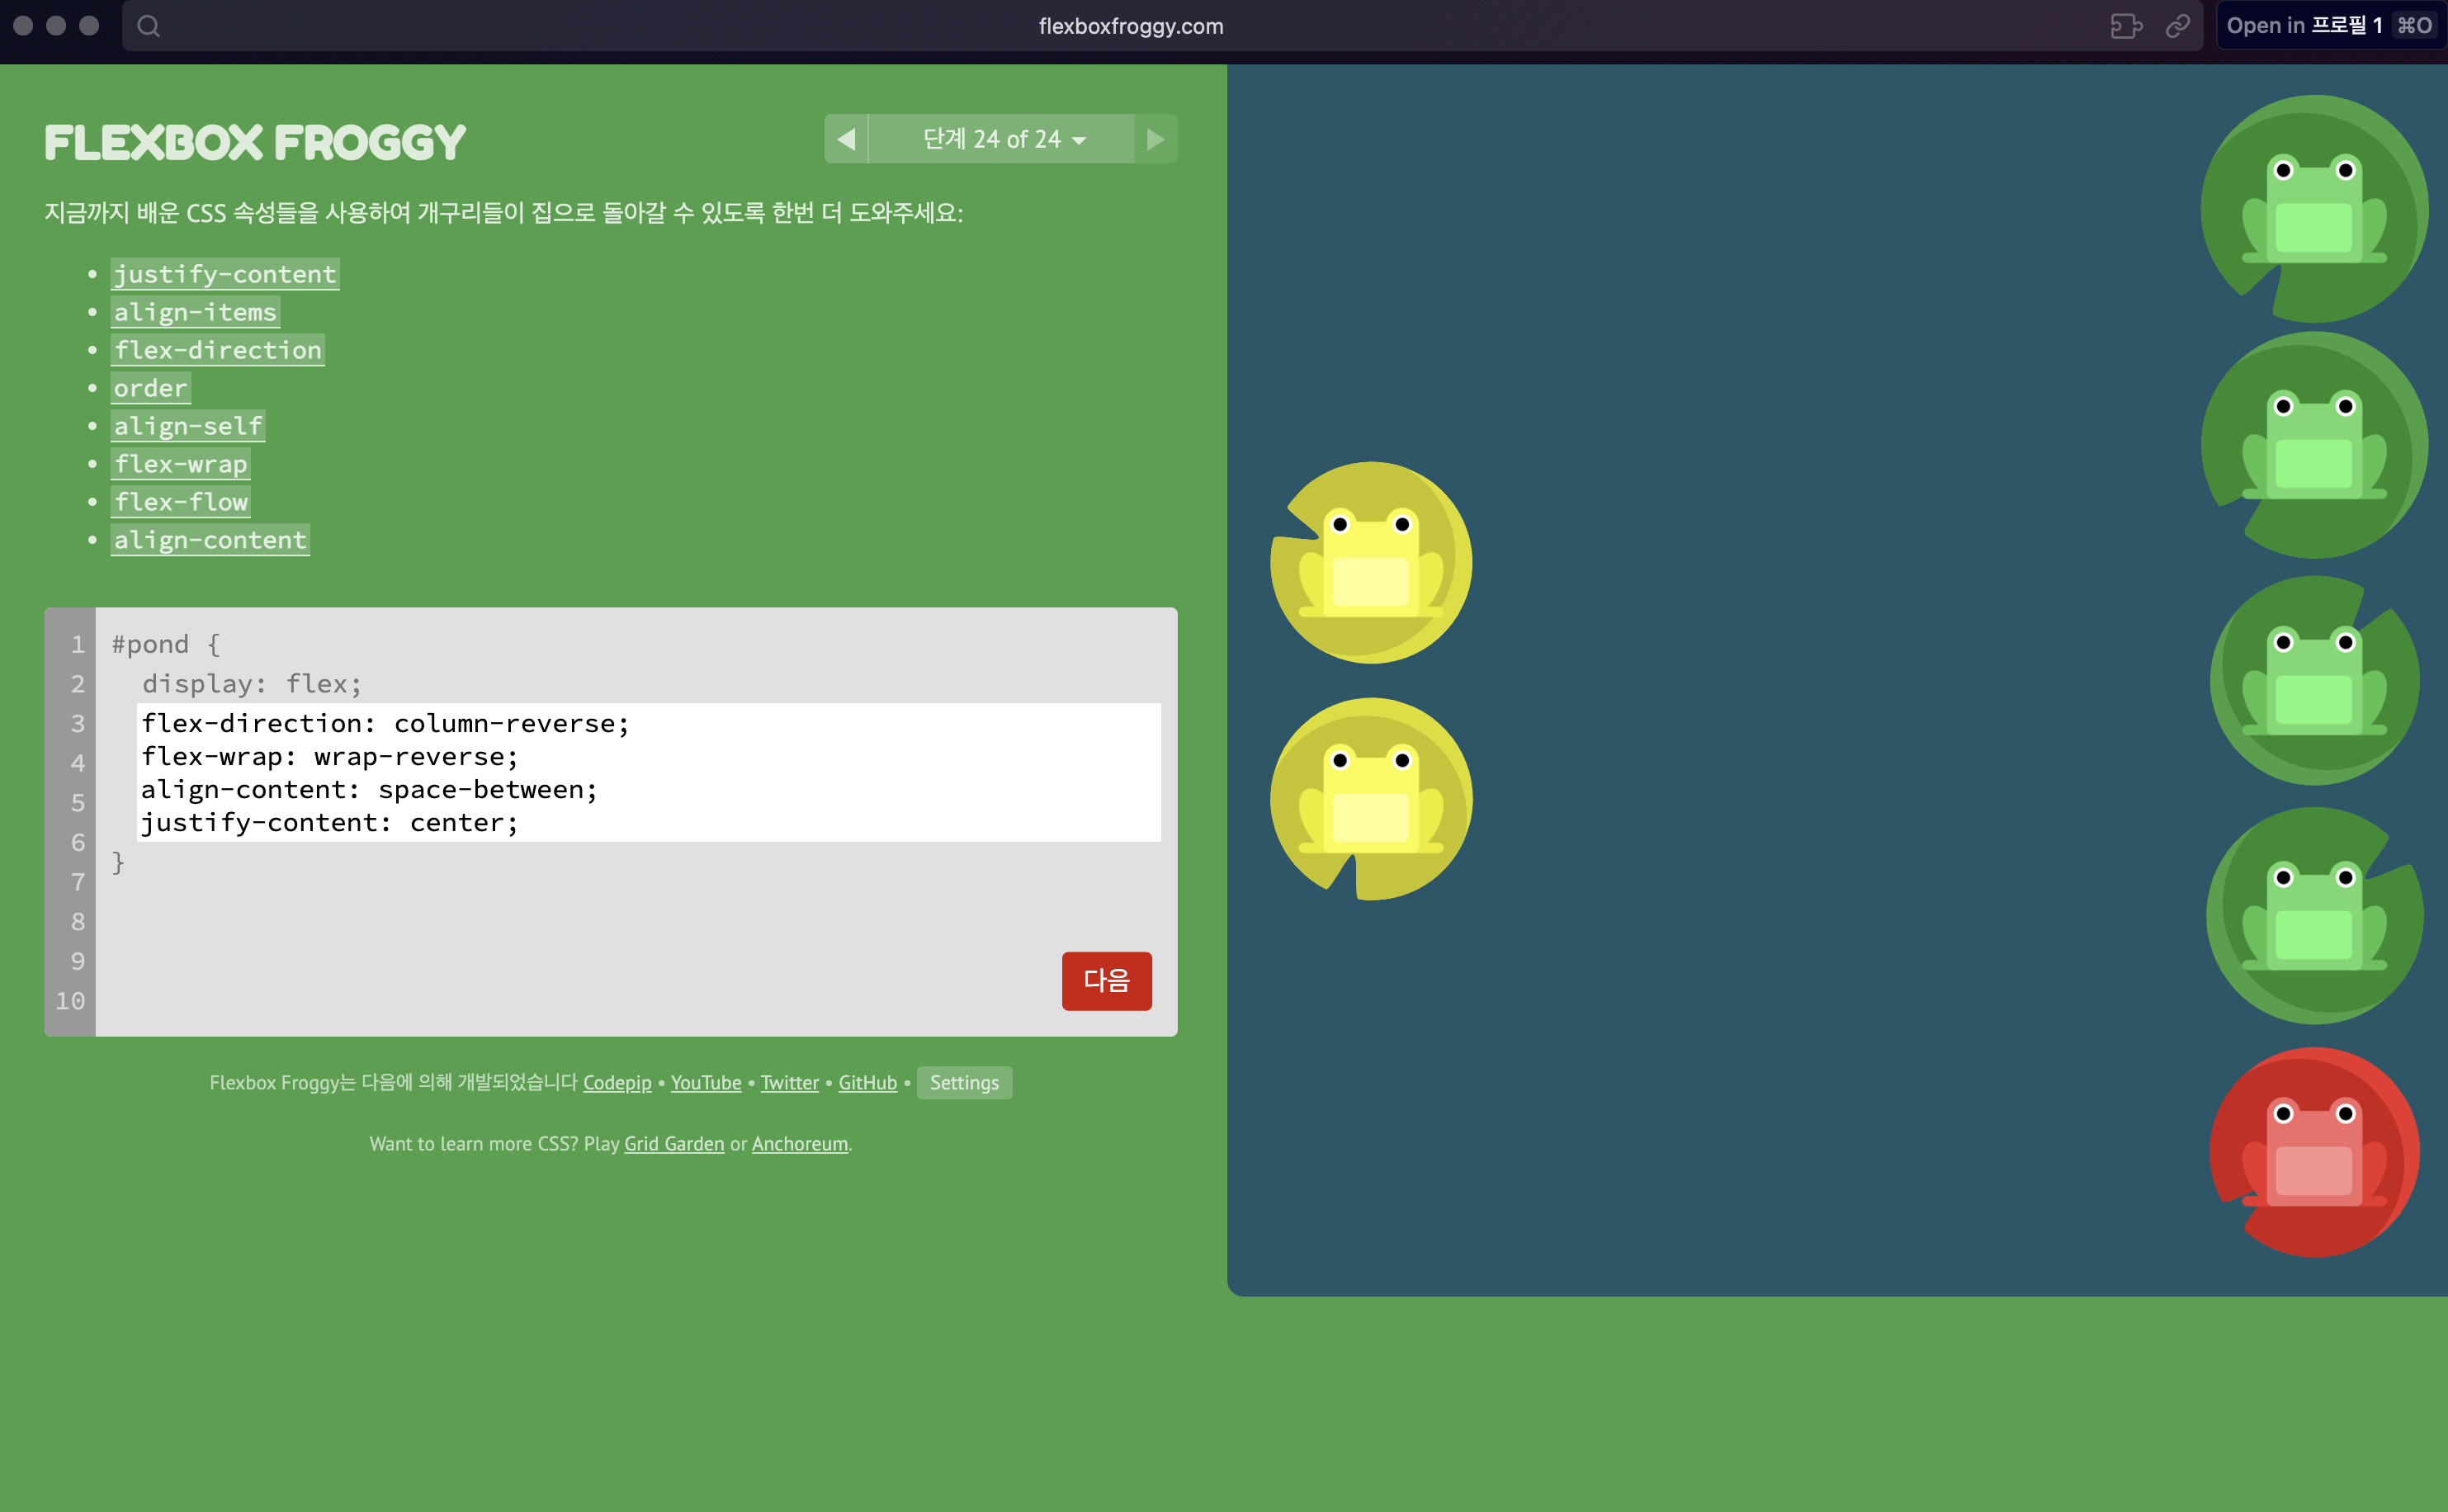 flexboxfroggy.com
Open in 프로필 1 ⌘O
FLEXBOX FROGGY
단계 24 of 24
지금까지 배운 CSS 속성들을 사용하여 개구리들이 집으로 돌아갈 수 있도록 한번 더 도와주세요:
justify-content
align-items
flex-direction
order
align-self
flex-wrap
flex-flow
align-content
1 #pond {
2 display: flex;
3 flex-direction: column-reverse;
4 flex-wrap: wrap-reverse;
5 align-content: space-between;
6 justify-content: center;
7 }
8
9
10
다음
Flexbox Froggy는 다음에 의해 개발되었습니다 Codepip • YouTube • Twitter • GitHub • Settings
Want to learn more CSS? Play Grid Garden or Anchoreum.